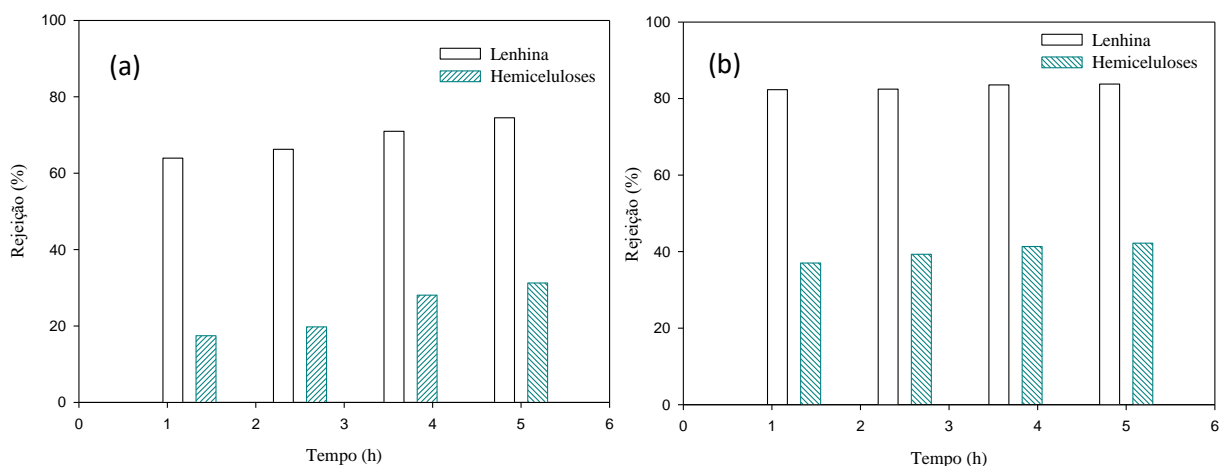 100
80
60
40
20
0
Rejeição (%)
(a)
Lenhina
Hemiceluloses
0 1 2 3 4 5 6
Tempo (h)
100
80
60
40
20
0
Rejeição (%)
(b)
Lenhina
Hemiceluloses
0 1 2 3 4 5 6
Tempo (h)